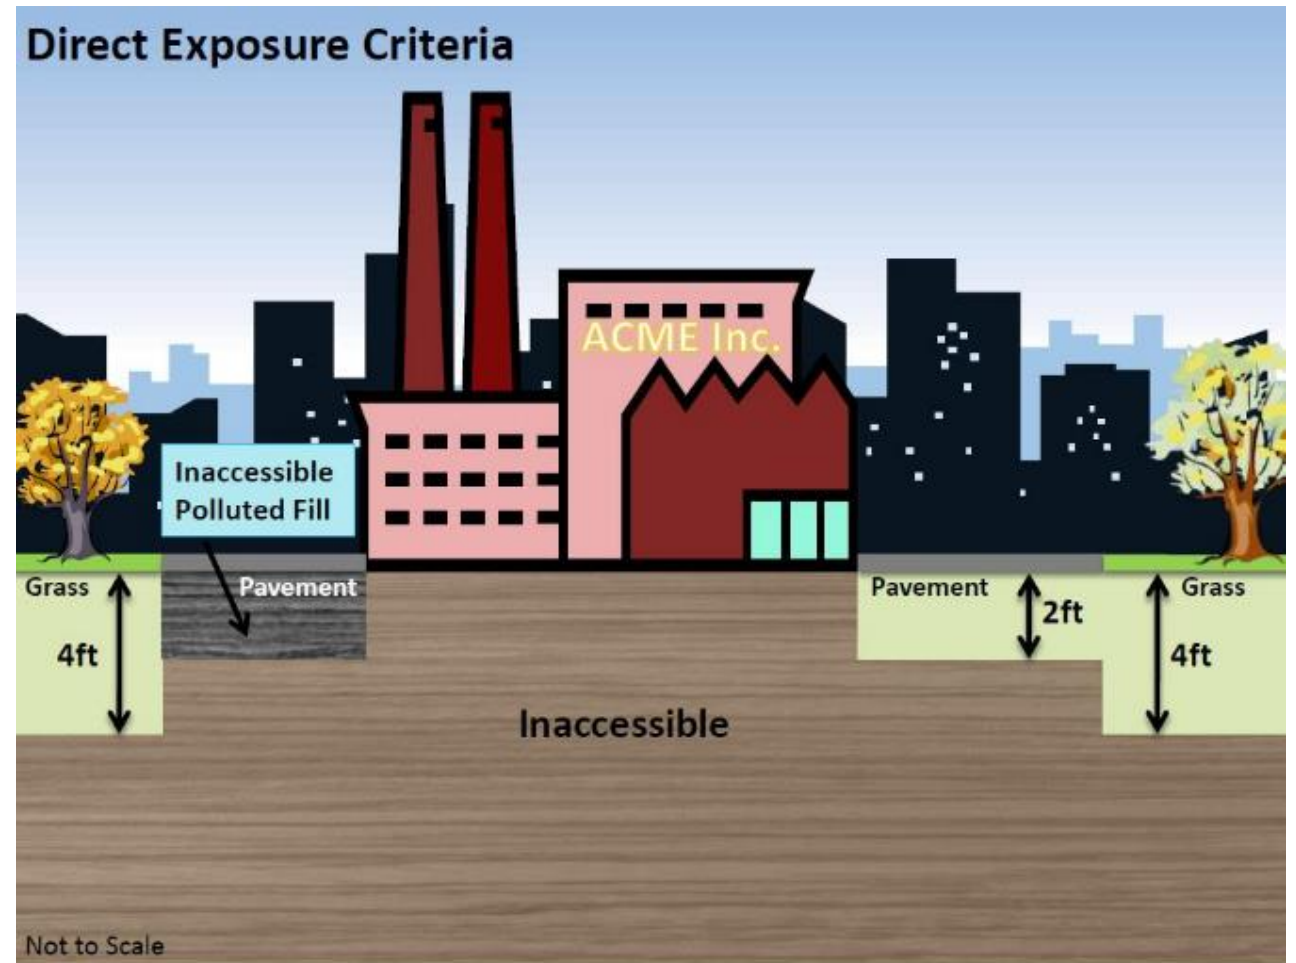 Direct Exposure Criteria
ACME Inc.
Inaccessible
Polluted Fill
Grass
Pavement
Pavement
Grass
2ft
4ft
4ft
Inaccessible
Not to Scale